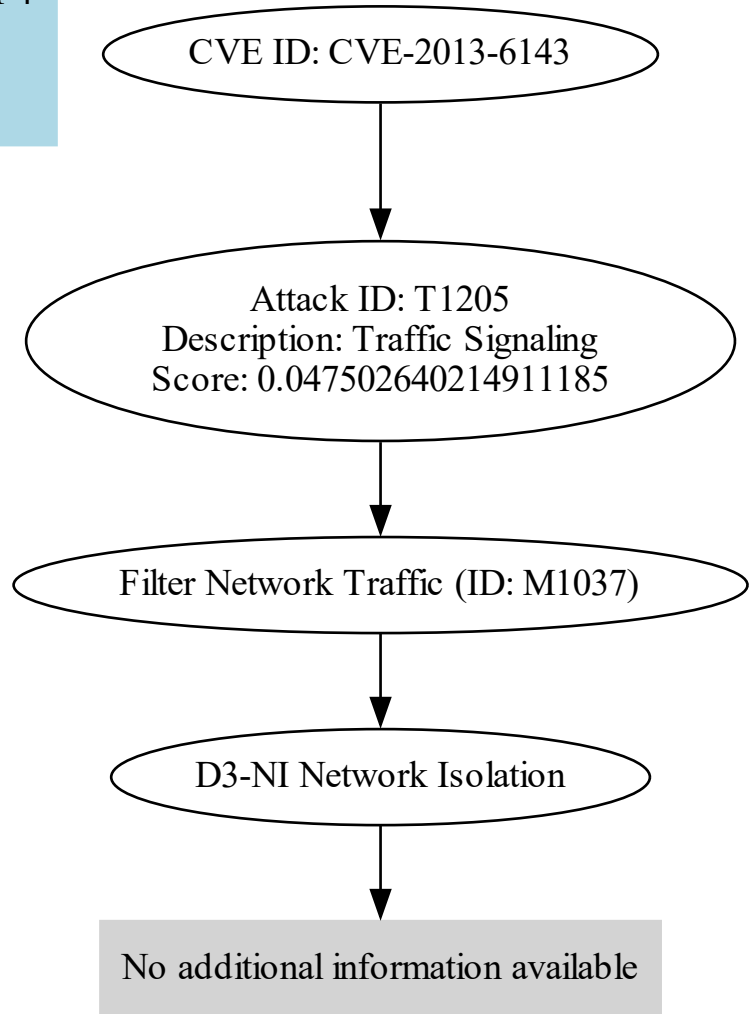 CVE ID: CVE-2013-6143
Attack ID: T1205
Description: Traffic Signaling
Score: 0.047502640214911185
Filter Network Traffic (ID: M1037)
D3-NI Network Isolation
No additional information available